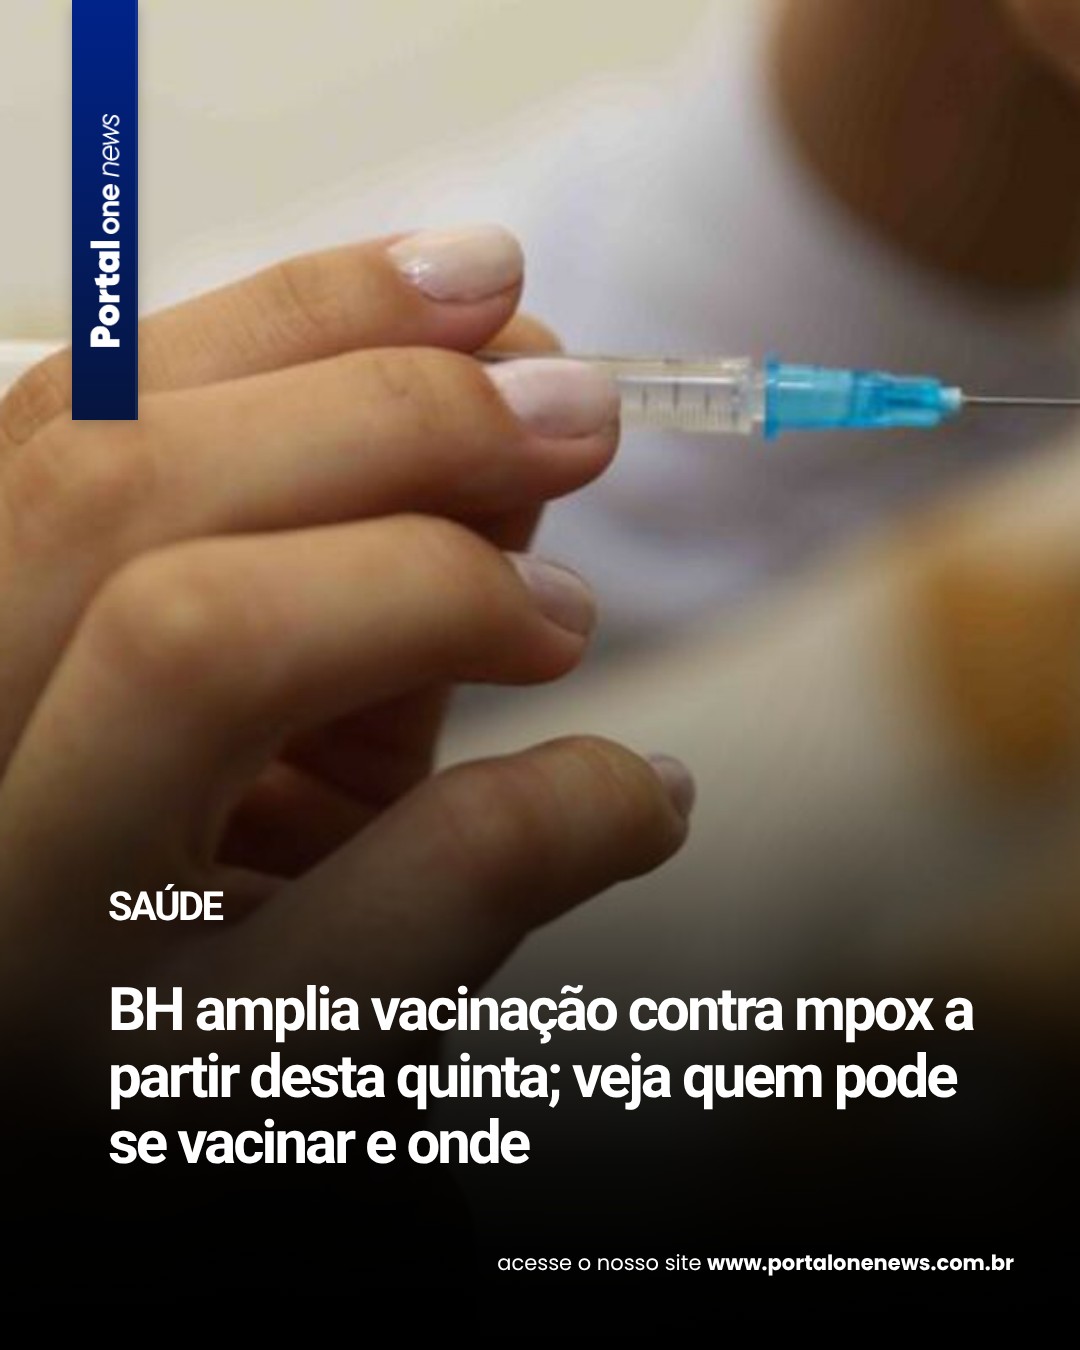 Portal one news
SAÚDE
BH amplia vacinação contra mpox a
partir desta quinta; veja quem pode
se vacinar e onde
acesse o nosso site www.portalonenews.com.br